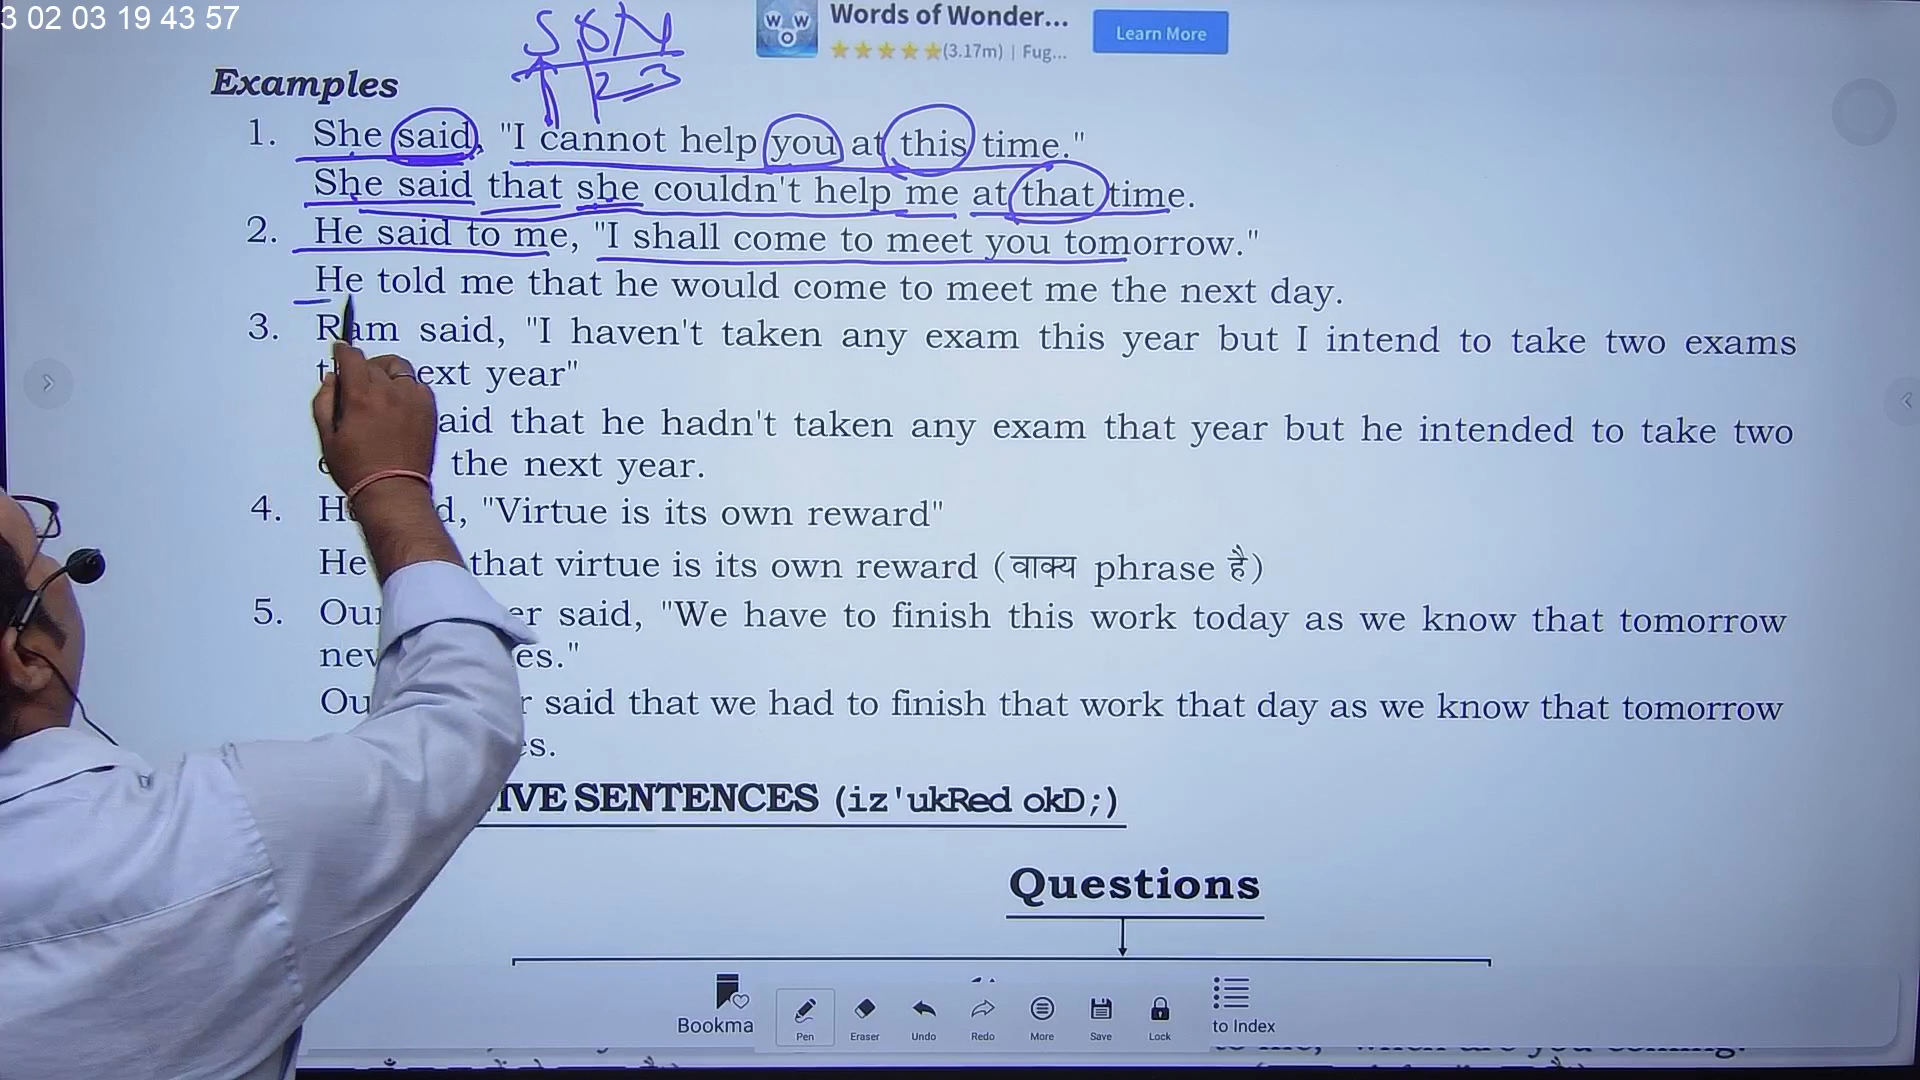 3 02 03 19 43 57
SON
1 2 3
Words of Wonder...
(3.17m) | Fug...
Learn More
Examples
1. She said, "I cannot help you at this time."
She said that she couldn't help me at that time.
2. He said to me, "I shall come to meet you tomorrow."
He told me that he would come to meet me the next day.
3. Ram said, "I haven't taken any exam this year but I intend to take two exams
ext year"
aid that he hadn't taken any exam that year but he intended to take two
the next year.
4. H d, "Virtue is its own reward"
He that virtue is its own reward (वाक्य phrase है)
5. Our er said, "We have to finish this work today as we know that tomorrow
nev es."
Ou r said that we had to finish that work that day as we know that tomorrow
es.
IVE SENTENCES (iz'ukRed okD;)
Questions
Bookma
Pen Eraser Undo Redo More Save Lock
to Index